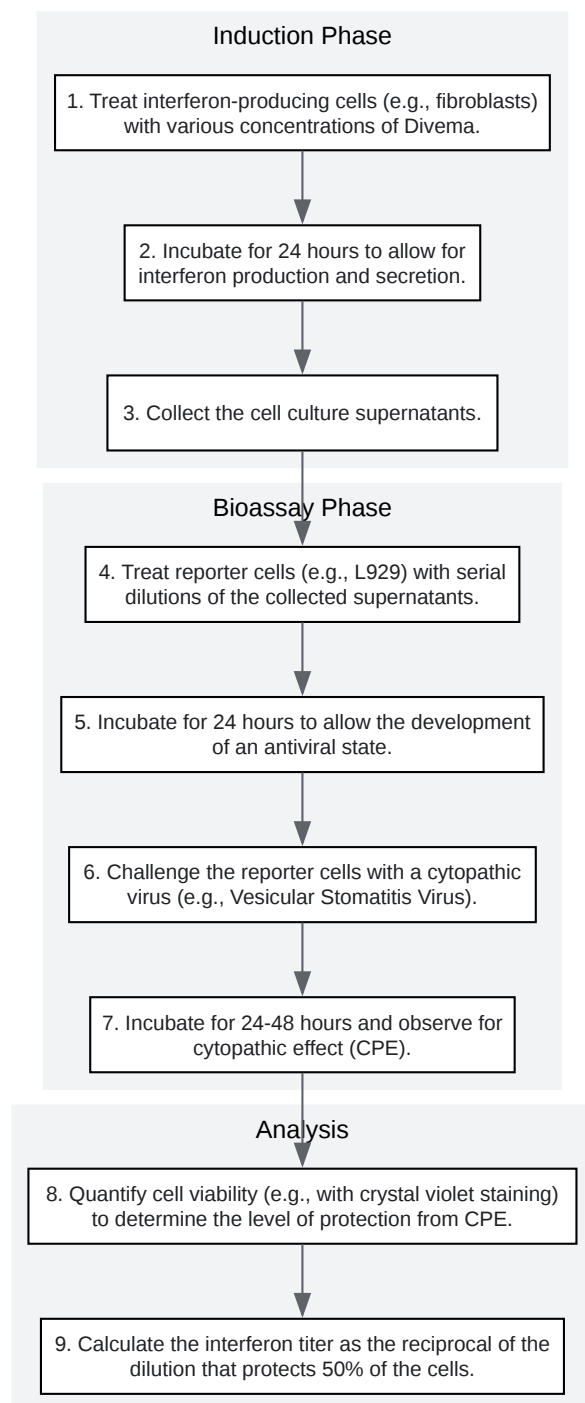 Induction Phase
1. Treat interferon-producing cells (e.g., fibroblasts)
with various concentrations of Divema.
2. Incubate for 24 hours to allow for
interferon production and secretion.
3. Collect the cell culture supernatants.
Bioassay Phase
4. Treat reporter cells (e.g., L929) with serial
dilutions of the collected supernatants.
5. Incubate for 24 hours to allow the development
of an antiviral state.
6. Challenge the reporter cells with a cytopathic
virus (e.g., Vesicular Stomatitis Virus).
7. Incubate for 24-48 hours and observe for
cytopathic effect (CPE).
Analysis
8. Quantify cell viability (e.g., with crystal violet staining)
to determine the level of protection from CPE.
9. Calculate the interferon titer as the reciprocal of the
dilution that protects 50% of the cells.